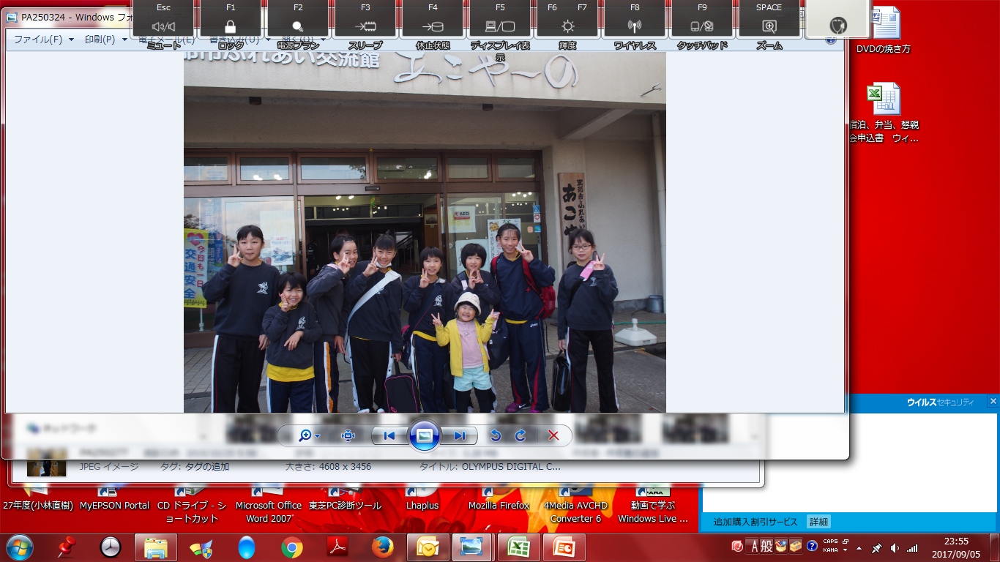 PA250324 - Windows フォ
Esc
F1
F2
F3
F4
F5
F6 F7
F8
F9
SPACE
ミュート
ロック
電源プラン
スリープ
休止状態
ディスプレイ表示
輝度
ワイヤレス
タッチパッド
ズーム
ファイル(F)
印刷(P)
電子メール(E)
書き込み(U)
開く(O)
DVDの焼き方
宿泊、弁当、懇親
会申込書 ウィ...
市ふれあい交流館
あこやーの
AED
今日も一日
交通安全
あこや
ウイルスセキュリティ
ネットワーク
JPEG イメージ
タグ: タグの追加
大きさ: 4608 x 3456
タイトル: OLYMPUS DIGITAL C...
27年度(小林直樹)
MyEPSON Portal
CD ドライブ - シ
ョートカット
Microsoft Office
Word 2007
東芝PC診断ツール
Lhaplus
Mozilla Firefox
4Media AVCHD
Converter 6
動画で学ぶ
Windows Live ...
追加購入割引サービス
詳細
A 般
CAPS
KANA
23:55
2017/09/05